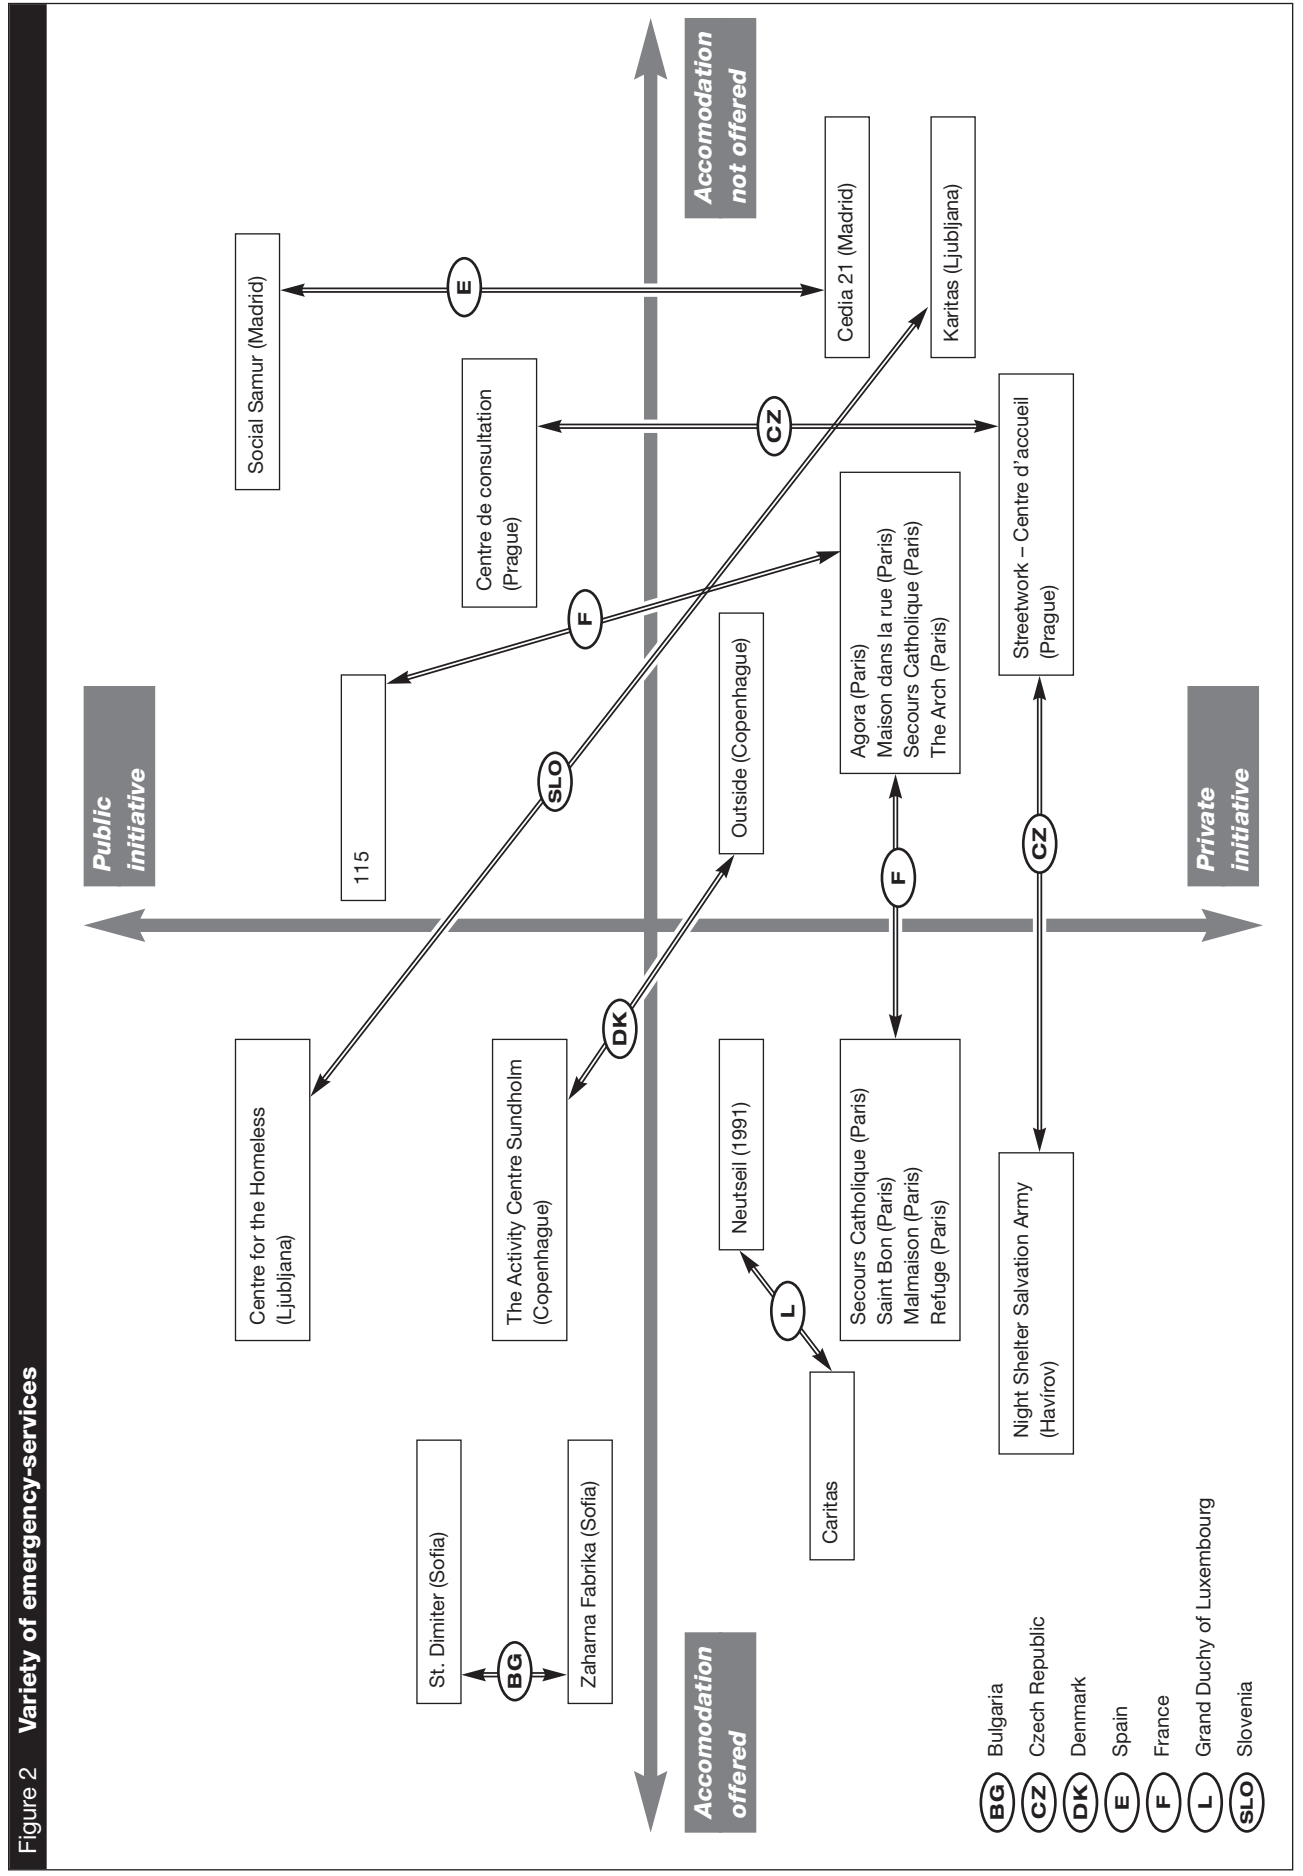 Figure 2 Variety of emergency-services
Public
initiative
Social Samur (Madrid)
Centre for the Homeless
(Ljubljana)
115
E
St. Dimiter (Sofia)
Centre de consultation
(Prague)
BG
The Activity Centre Sundholm
(Copenhague)
SLO
F
Zaharna Fabrika (Sofia)
DK
Accomodation
offered
Accomodation
not offered
Neutseil (1991)
Outside (Copenhague)
L
CZ
Caritas
Cedia 21 (Madrid)
Secours Catholique (Paris)
Saint Bon (Paris)
Malmaison (Paris)
Refuge (Paris)
F
Agora (Paris)
Maison dans la rue (Paris)
Secours Catholique (Paris)
The Arch (Paris)
Karitas (Ljubljana)
Night Shelter Salvation Army
(Havírov)
CZ
Streetwork – Centre d'accueil
(Prague)
Private
initiative
BG Bulgaria
CZ Czech Republic
DK Denmark
E Spain
F France
L Grand Duchy of Luxembourg
SLO Slovenia